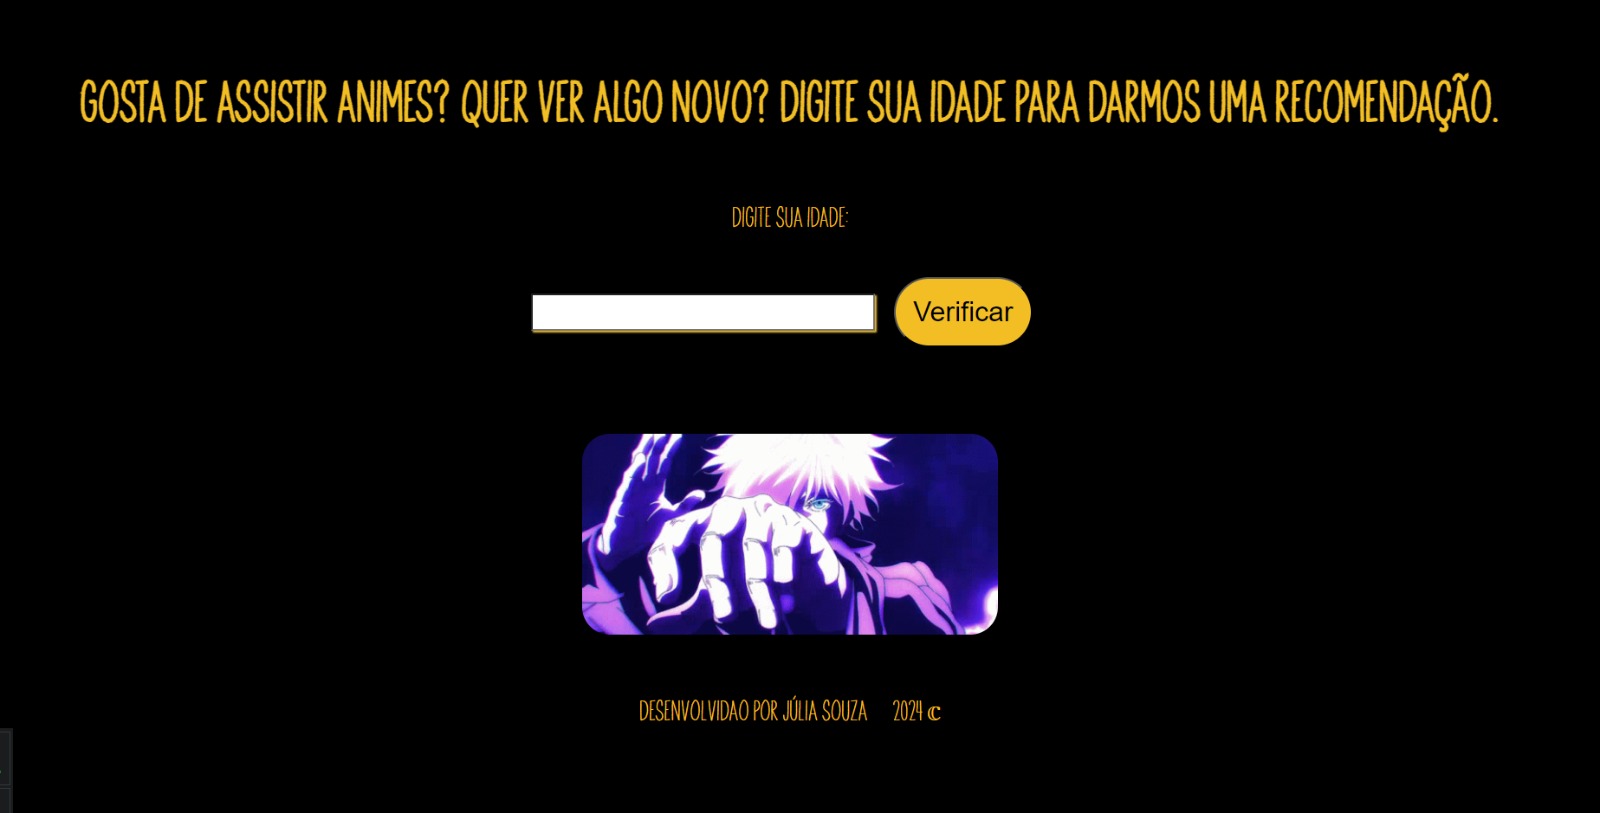 GOSTA DE ASSISTIR ANIMES? QUER VER ALGO NOVO? DIGITE SUA IDADE PARA DARMOS UMA RECOMENDAÇÃO.
DIGITE SUA IDADE:
Verificar
DESENVOLVIDAO POR JÚLIA SOUZA 2024 ℂ